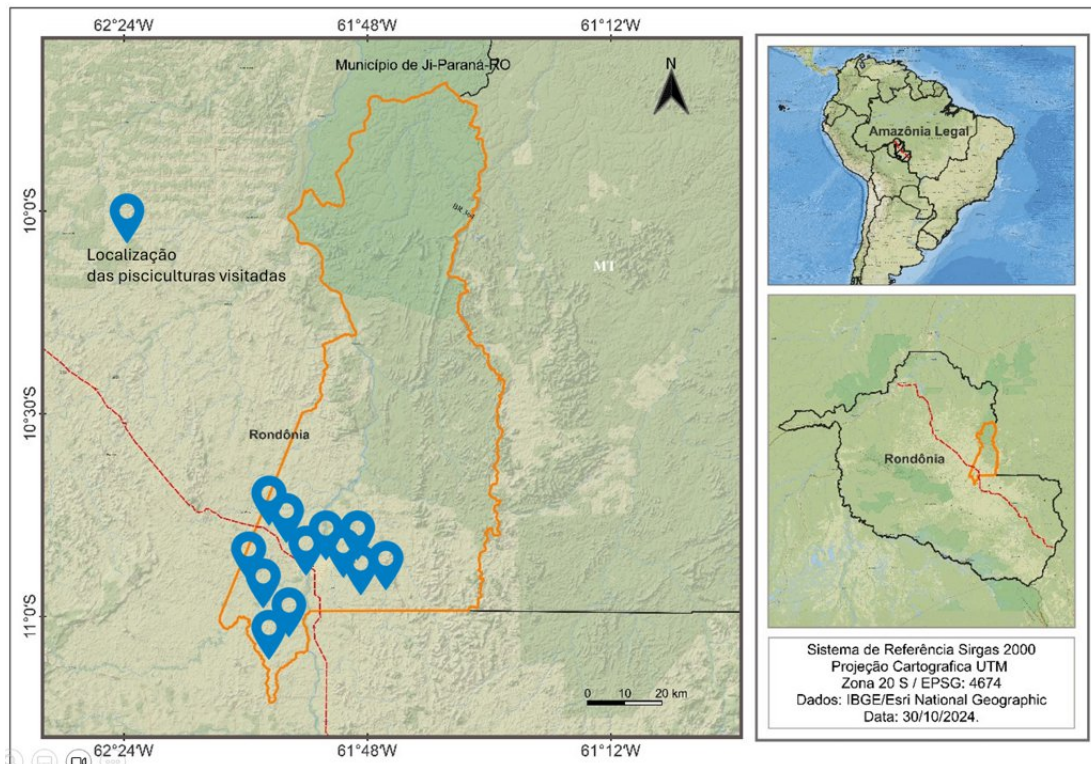 62°24'W
61°48'W
61°12'W
Município de Ji-Paraná-RO
N
10°0'S
Localização
das pisciculturas visitadas
MT
10°30'S
Rondônia
11°0'S
0 10 20 km
62°24'W
61°48'W
61°12'W
Amazônia Legal
Rondônia
Sistema de Referência Sirgas 2000
Projeção Cartografica UTM
Zona 20 S / EPSG: 4674
Dados: IBGE/Esri National Geographic
Data: 30/10/2024.